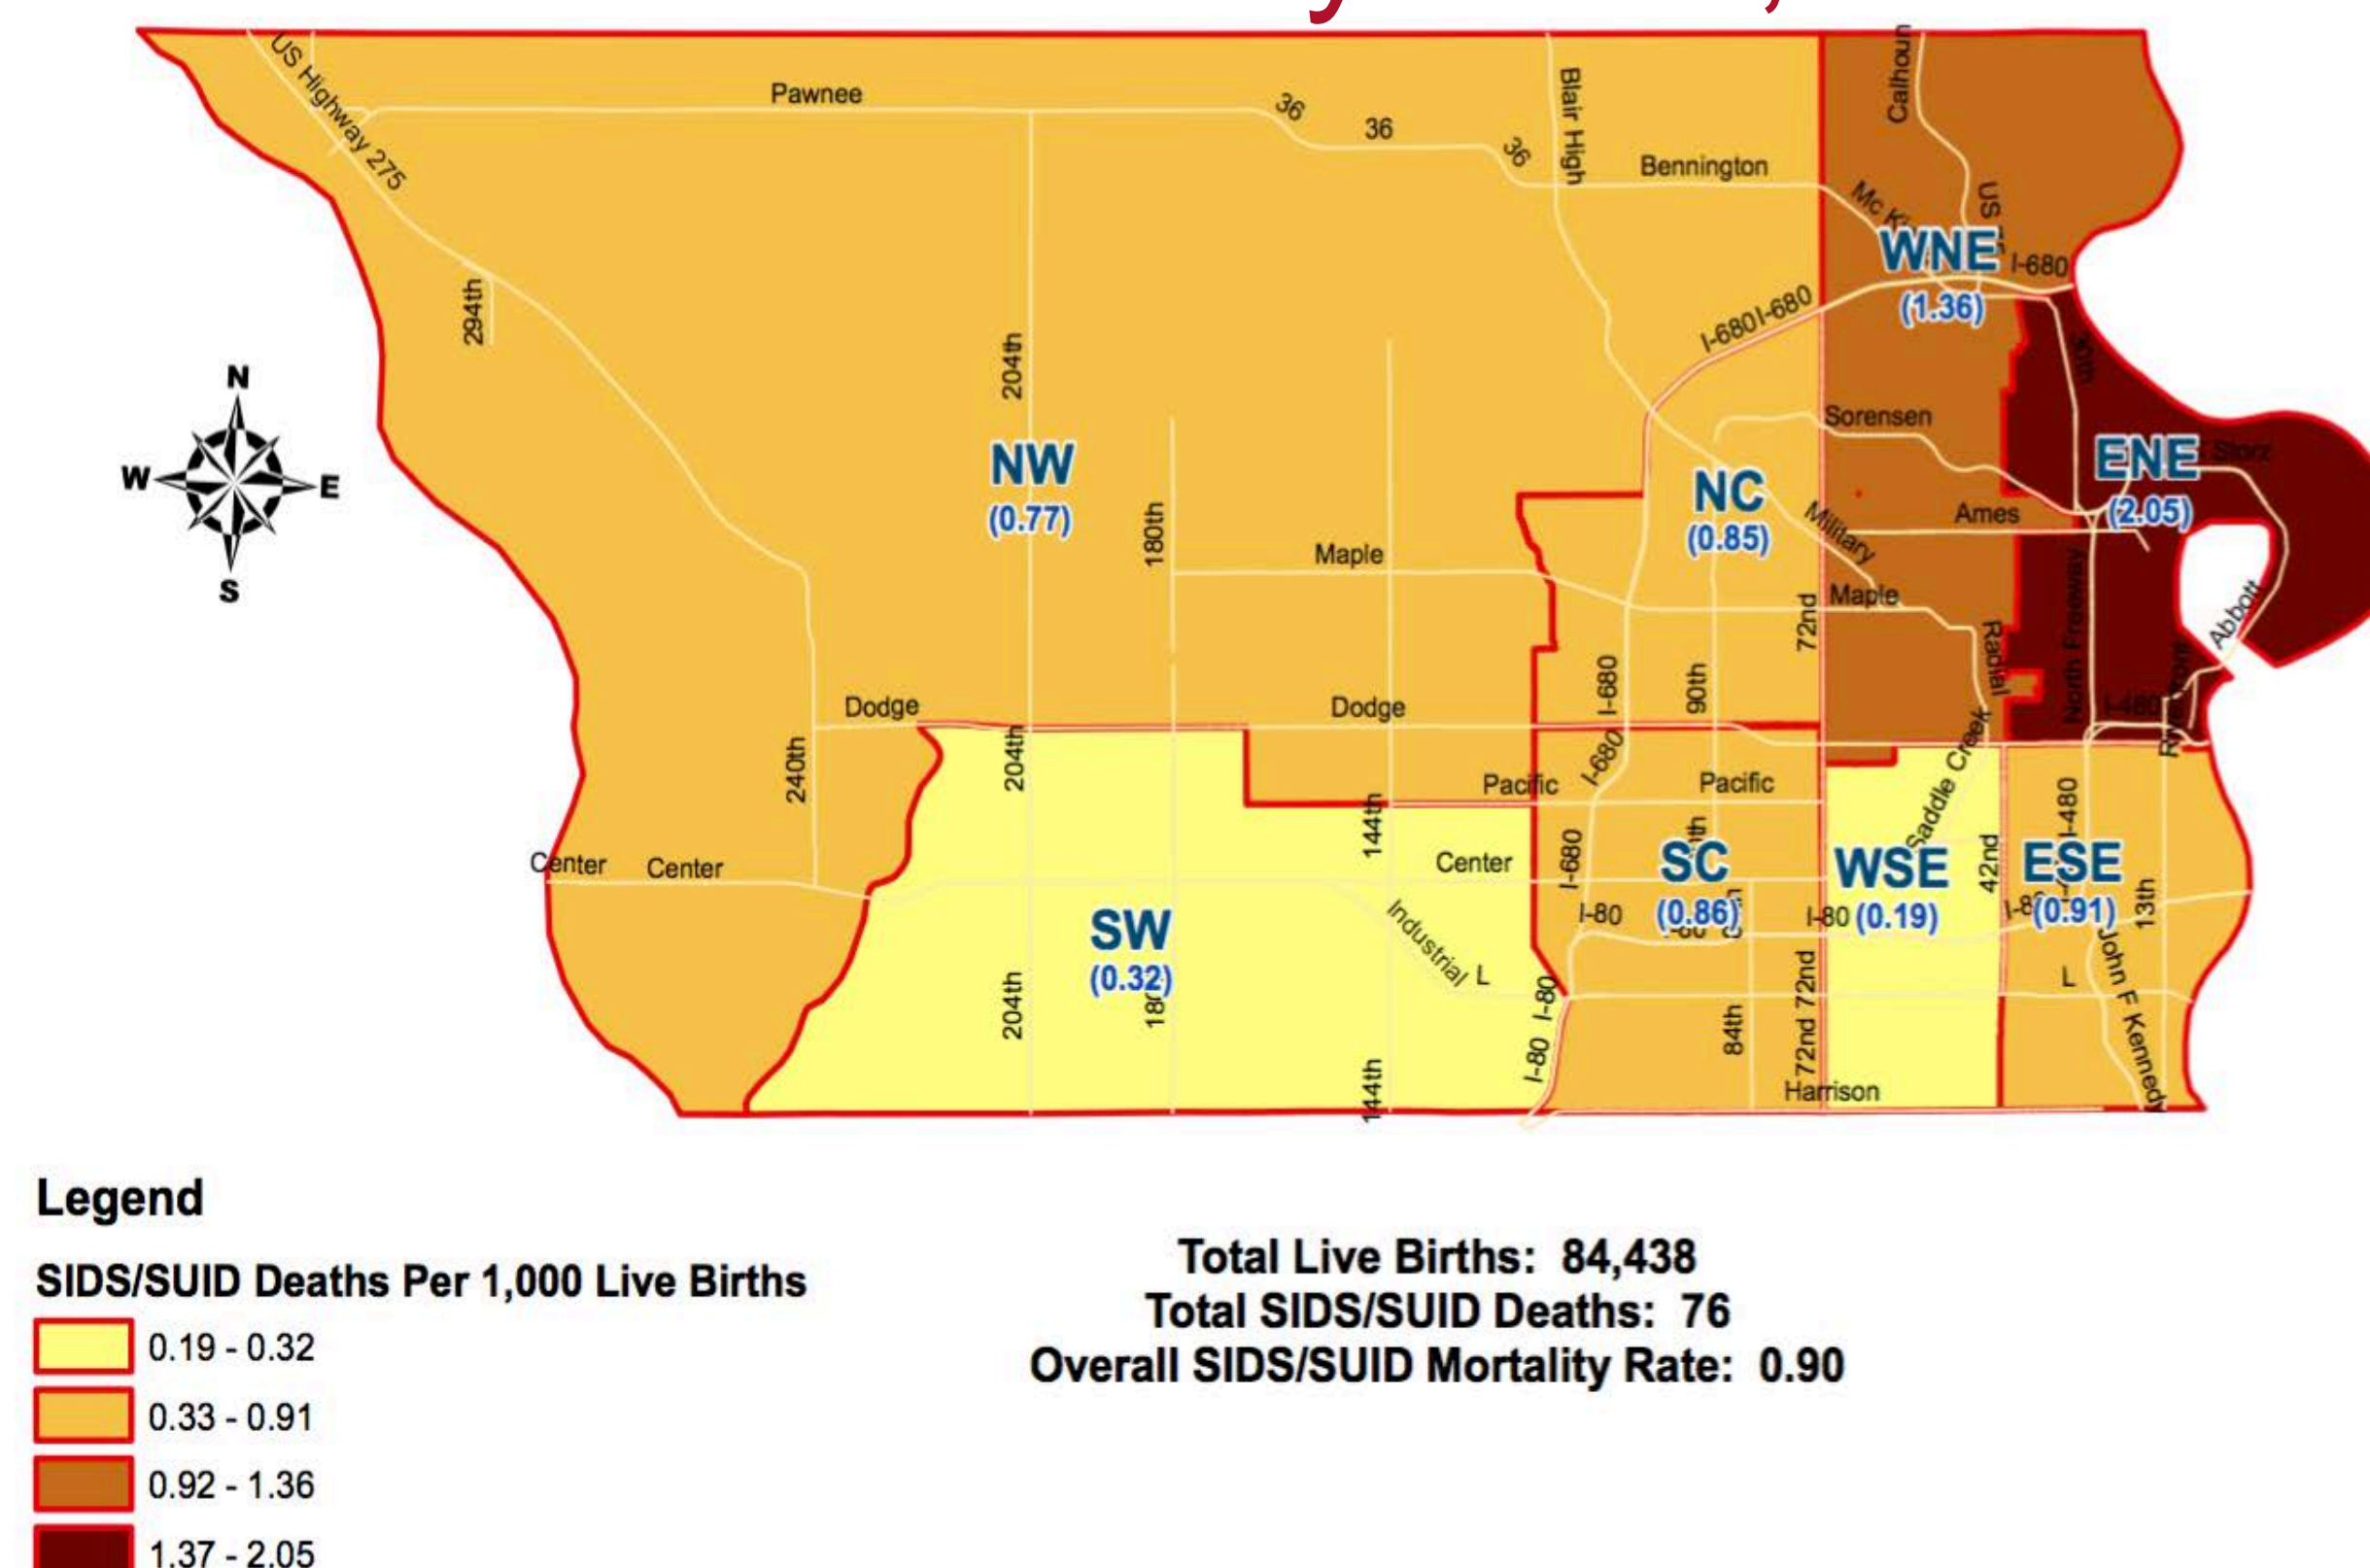 US Highway 275
Pawnee
36
36
36
Blair High
Bennington
Calhoun
US
WNE
(1.36)
I-680
I-680 I-680
294th
204th
N
W
E
S
NW
(0.77)
180th
Maple
NC
(0.85)
Sorensen
Military
Ames
Maple
72nd
ENE
(2.05)
Storz
Abbott
Radial
North Freeway
I-480
Dodge
Dodge
I-680
90th
240th
204th
144th
Pacific
I-680
Pacific
Saddle Creek
Center
Center
Center
I-680
SC
(0.86)
WSE
(0.19)
42nd
ESE
(0.91)
I-480
13th
SW
(0.32)
Industrial
L
I-80
I-80
L
John F Kennedy
204th
I-80
I-80
84th
72nd 72nd
144th
Harrison
Legend
SIDS/SUID Deaths Per 1,000 Live Births
0.19 - 0.32
0.33 - 0.91
0.92 - 1.36
1.37 - 2.05
Total Live Births: 84,438
Total SIDS/SUID Deaths: 76
Overall SIDS/SUID Mortality Rate: 0.90